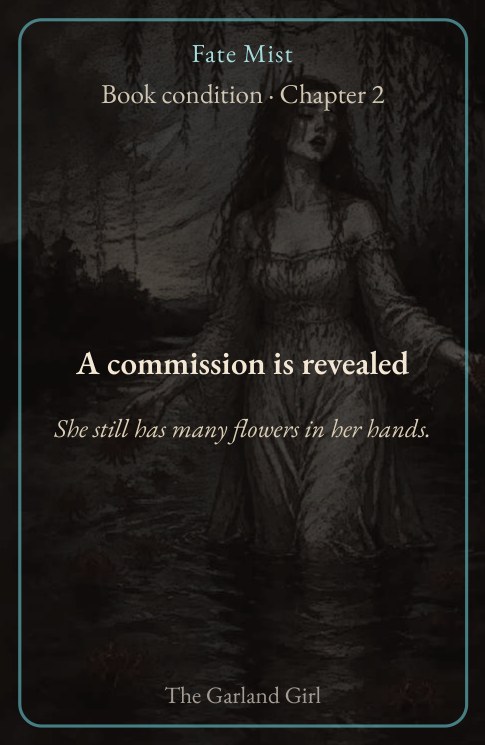 Fate Mist
Book condition · Chapter 2
A commission is revealed
She still has many flowers in her hands.
The Garland Girl